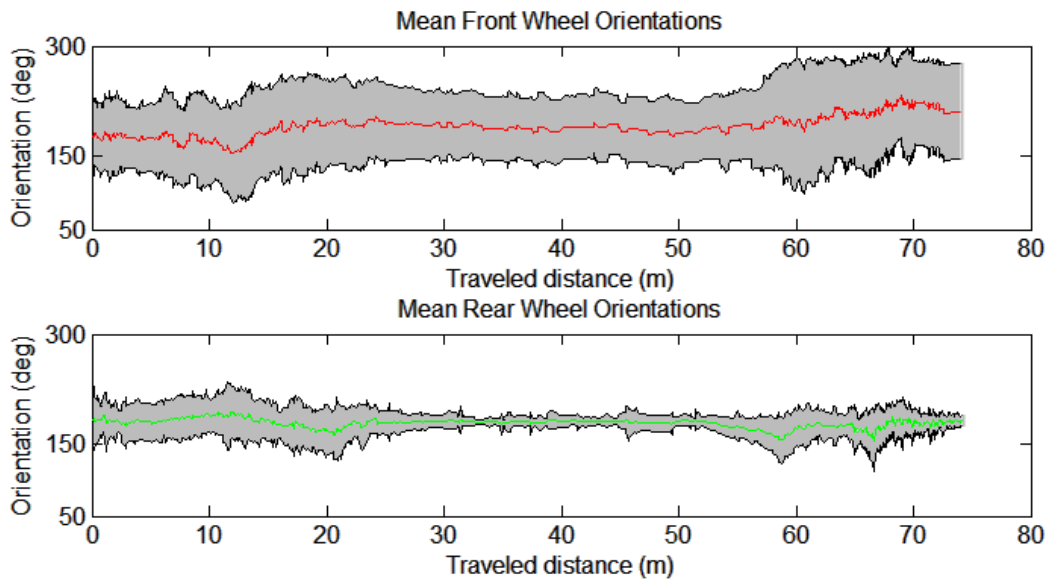 Mean Front Wheel Orientations
Orientation (deg)
300
150
50
0 10 20 30 40 50 60 70 80
Traveled distance (m)
Mean Rear Wheel Orientations
Orientation (deg)
300
150
50
0 10 20 30 40 50 60 70 80
Traveled distance (m)